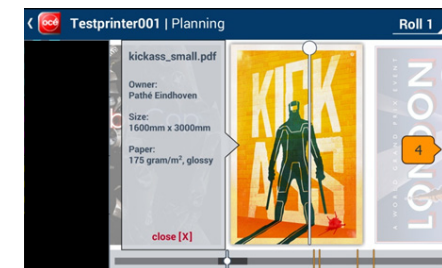 océ Testprinter001 | Planning Roll 1
kickass_small.pdf
Owner:
Pathé Eindhoven
Size:
1600mm x 3000mm
Paper:
175 gram/m², glossy
close [X]
KICK
ASS
LONDON
4